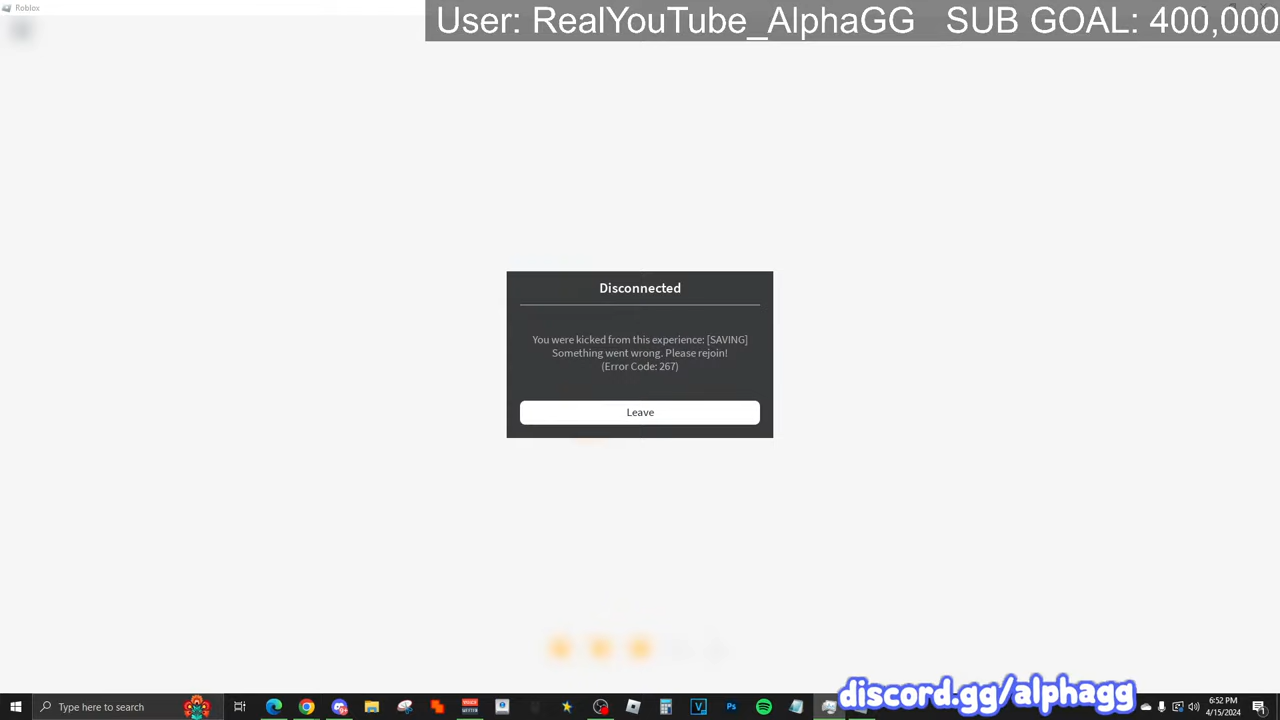 Roblox
User: RealYouTube_AlphaGG SUB GOAL: 400,000
Disconnected
You were kicked from this experience: [SAVING]
Something went wrong. Please rejoin!
(Error Code: 267)
Leave
discord.gg/alphagg
Type here to search
6:52 PM
4/15/2024